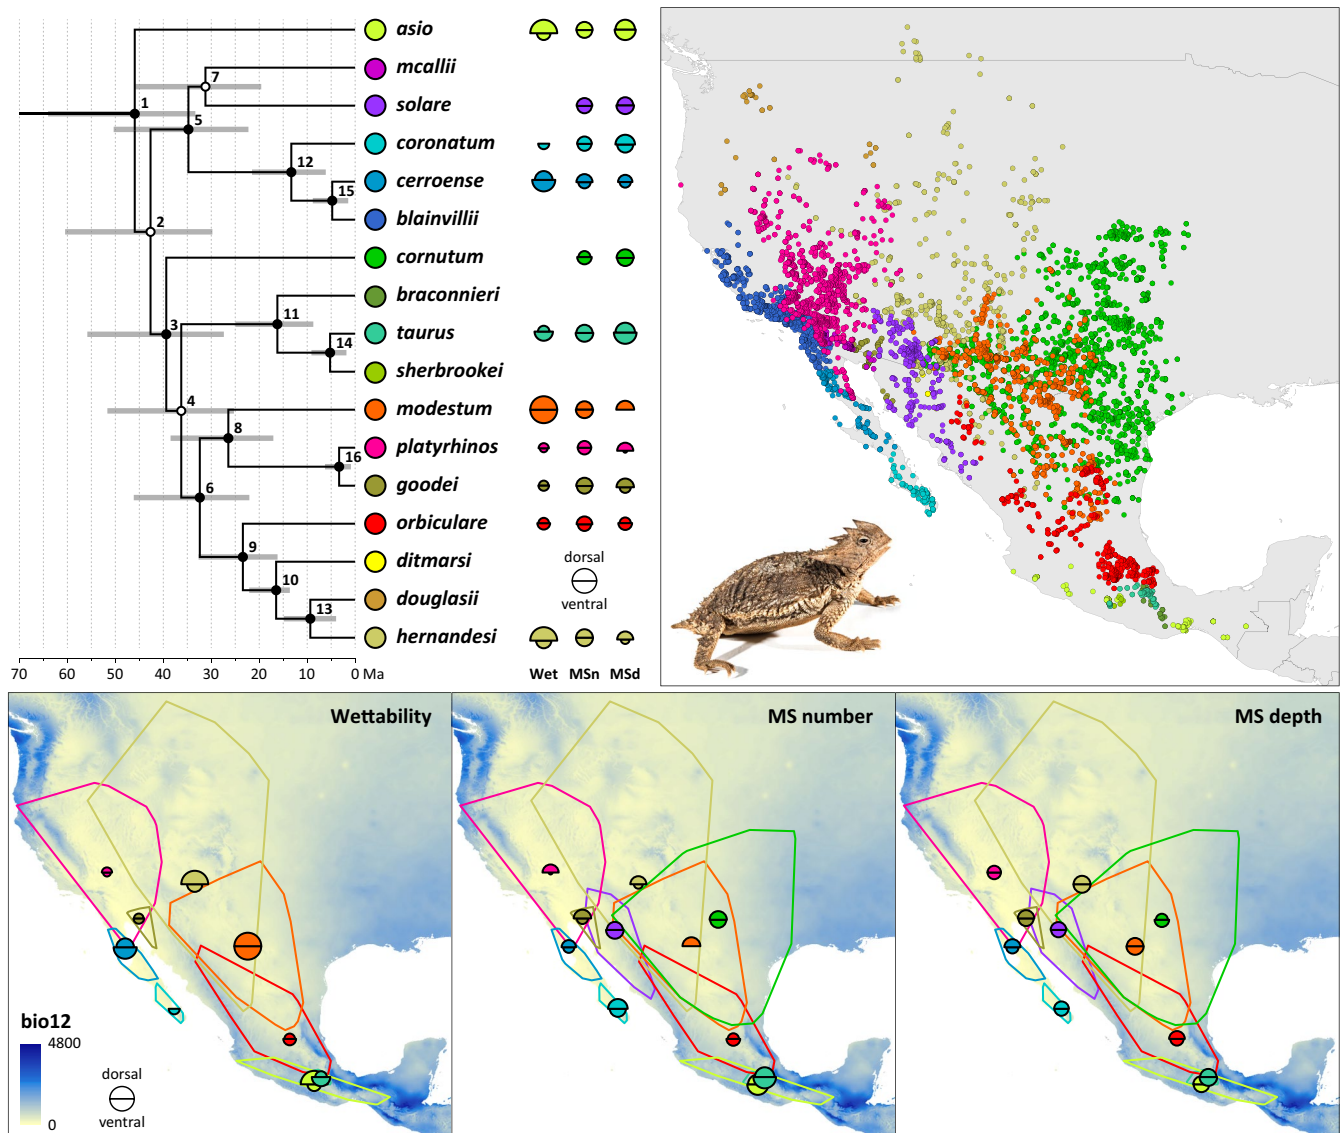 asio
mcallii
solare
coronatum
cerroense
blainvillii
cornutum
braconnieri
taurus
sherbrookei
modestum
platyrhinos
goodei
orbiculare
ditmarsi
douglasii
hernandesi
1
7
5
12
15
2
11
3
14
4
8
16
6
9
10
13
dorsal
ventral
70 60 50 40 30 20 10 0 Ma
Wet MSn MSd
Wettability
MS number
MS depth
bio12
4800
0
dorsal
ventral